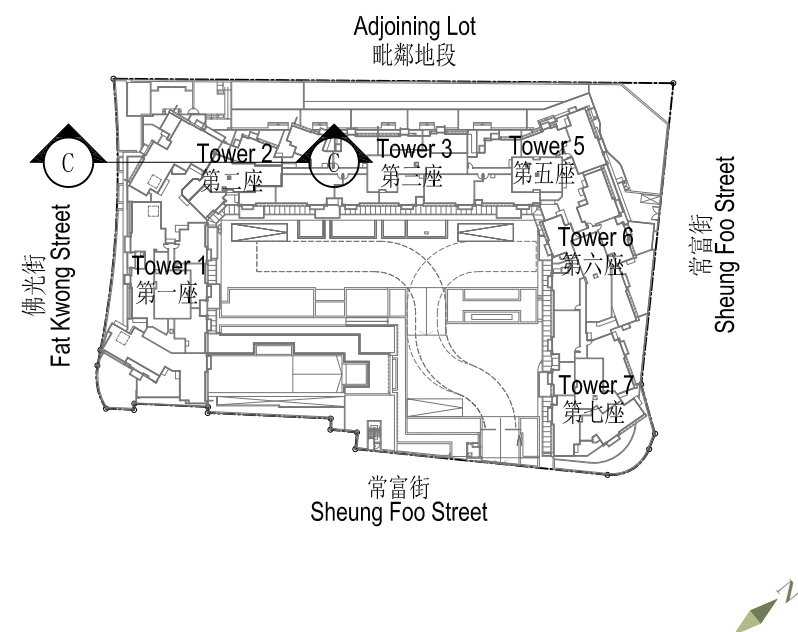 Adjoining Lot
毗鄰地段
C
C
Tower 2
第二座
Tower 3
第三座
Tower 5
第五座
Tower 1
第一座
Tower 6
第六座
Tower 7
第七座
佛光街
Fat Kwong Street
常富街
Sheung Foo Street
常富街
Sheung Foo Street
N